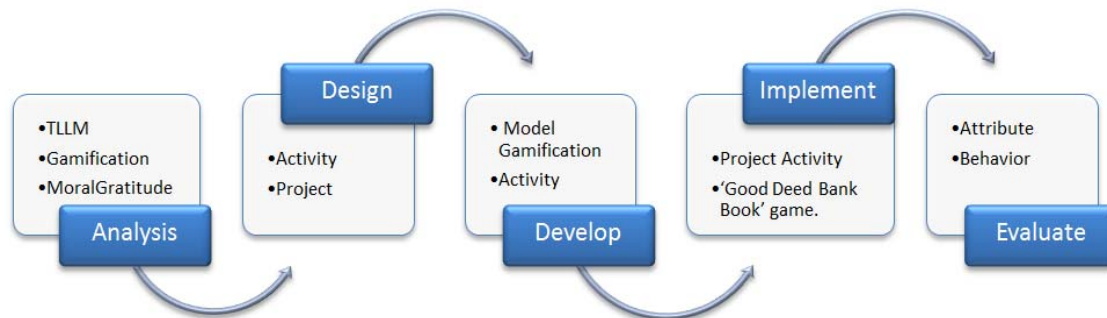 •TLLM
•Gamification
•MoralGratitude
Analysis
Design
•Activity
•Project
• Model
Gamification
•Activity
Develop
Implement
•Project Activity
•‘Good Deed Bank
Book’ game.
•Attribute
•Behavior
Evaluate